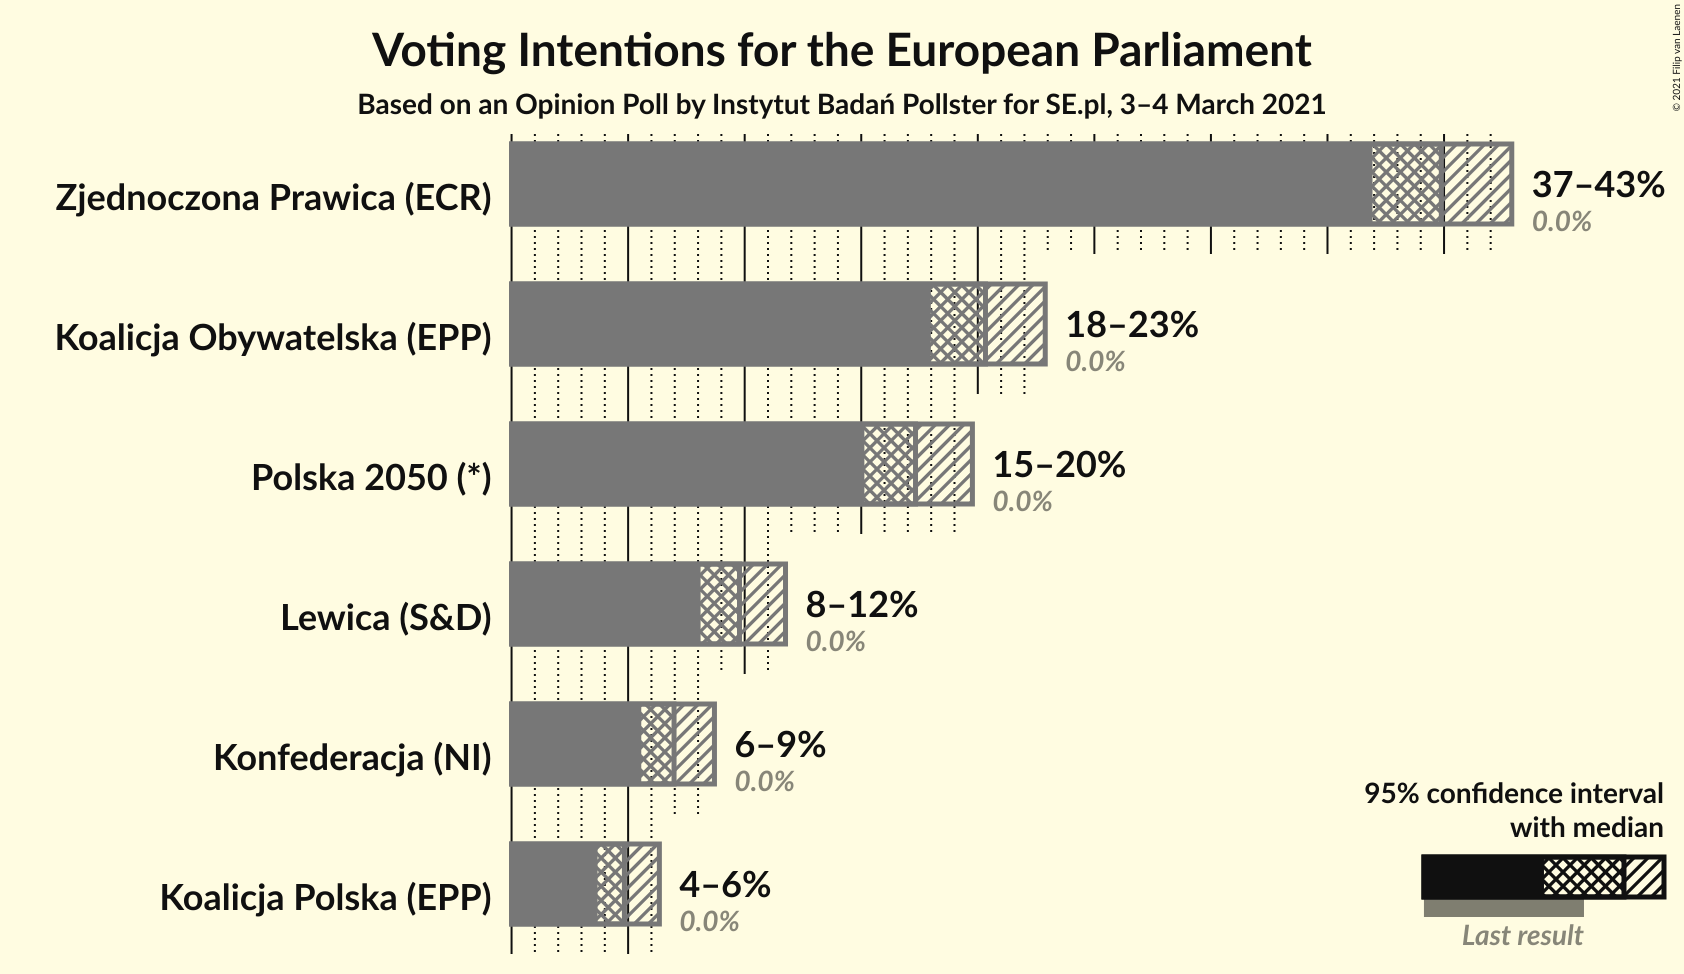 Voting Intentions for the European Parliament
Based on an Opinion Poll by Instytut Badań Pollster for SE.pl, 3–4 March 2021
© 2021 Filip van Laenen
Zjednoczona Prawica (ECR)
37–43%
0.0%
Koalicja Obywatelska (EPP)
18–23%
0.0%
Polska 2050 (*)
15–20%
0.0%
Lewica (S&D)
8–12%
0.0%
Konfederacja (NI)
6–9%
0.0%
Koalicja Polska (EPP)
4–6%
0.0%
95% confidence interval
with median
Last result